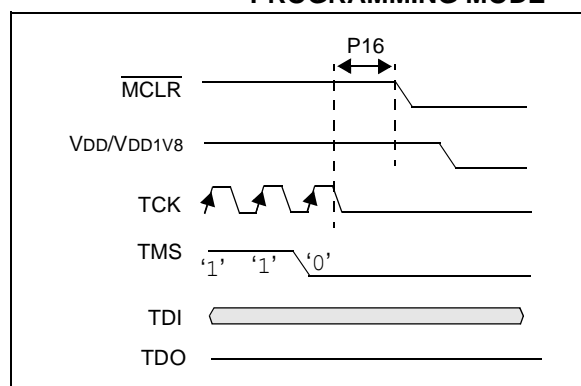 PROGRAMMING MODE
P16
MCLR
VDD/VDD1V8
TCK
TMS
‘1’ ‘1’ ‘0’
TDI
TDO